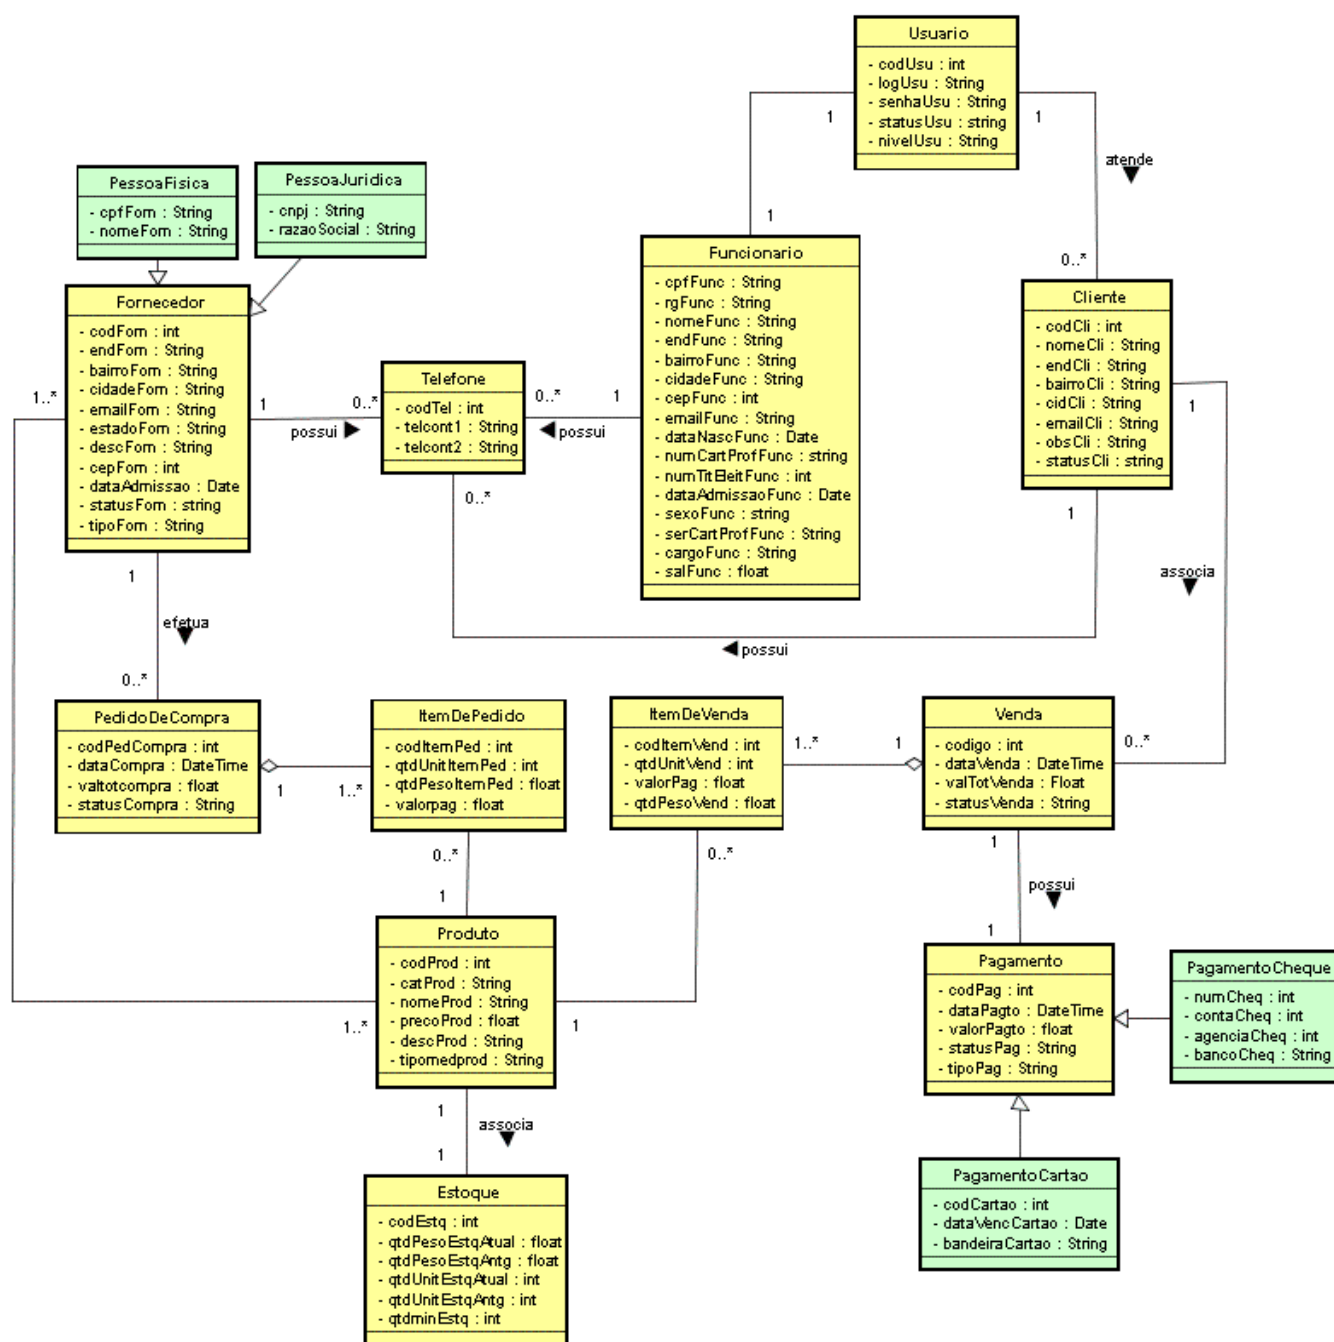 Usuario
- codUsu : int
- logUsu : String
- senhaUsu : String
- statusUsu : string
- nivelUsu : String
1
1
atende
PessoaFisica
- cpfForn : String
- nomeForn : String
PessoaJuridica
- cnpj : String
- razaoSocial : String
1
0..*
Funcionario
- cpfFunc : String
- rgFunc : String
- nomeFunc : String
- endFunc : String
- bairroFunc : String
- cidadeFunc : String
- cepFunc : int
- emailFunc : String
- dataNascFunc : Date
- numCartProfFunc : string
- numTitEleitFunc : int
- dataAdmissaoFunc : Date
- sexoFunc : string
- serCartProfFunc : String
- cargoFunc : String
- salFunc : float
Cliente
- codCli : int
- nomeCli : String
- endCli : String
- bairroCli : String
- cidCli : String
- emailCli : String
- obsCli : String
- statusCli : string
Fornecedor
- codForn : int
- endForn : String
- bairroForn : String
- cidadeForn : String
- emailForn : String
- estadoForn : String
- descForn : String
- cepForn : int
- dataAdmissao : Date
- statusForn : string
- tipoForn : String
Telefone
- codTel : int
- telcont1 : String
- telcont2 : String
1..*
1
0..*
possui
0..*
1
possui
1
0..*
1
associa
possui
1
efetua
0..*
PedidoDeCompra
- codPedCompra : int
- dataCompra : DateTime
- valtotcompra : float
- statusCompra : String
1
1..*
ItemDePedido
- codItemPed : int
- qtdUnitItemPed : int
- qtdPesoItemPed : float
- valorpag : float
ItemDeVenda
- codItemVend : int
- qtdUnitVend : int
- valorPag : float
- qtdPesoVend : float
1..*
1
Venda
- codigo : int
- dataVenda : DateTime
- valTotVenda : Float
- statusVenda : String
0..*
0..*
1
0..*
1
possui
1
Produto
- codProd : int
- catProd : String
- nomeProd : String
- precoProd : float
- descProd : String
- tipomedprod : String
1..*
1
Pagamento
- codPag : int
- dataPagto : DateTime
- valorPagto : float
- statusPag : String
- tipoPag : String
PagamentoCheque
- numCheq : int
- contaCheq : int
- agenciaCheq : int
- bancoCheq : String
1
associa
1
Estoque
- codEstq : int
- qtdPesoEstqAtual : float
- qtdPesoEstqAntg : float
- qtdUnitEstqAtual : int
- qtdUnitEstqAntg : int
- qtdminEstq : int
PagamentoCartao
- codCartao : int
- dataVencCartao : Date
- bandeiraCartao : String